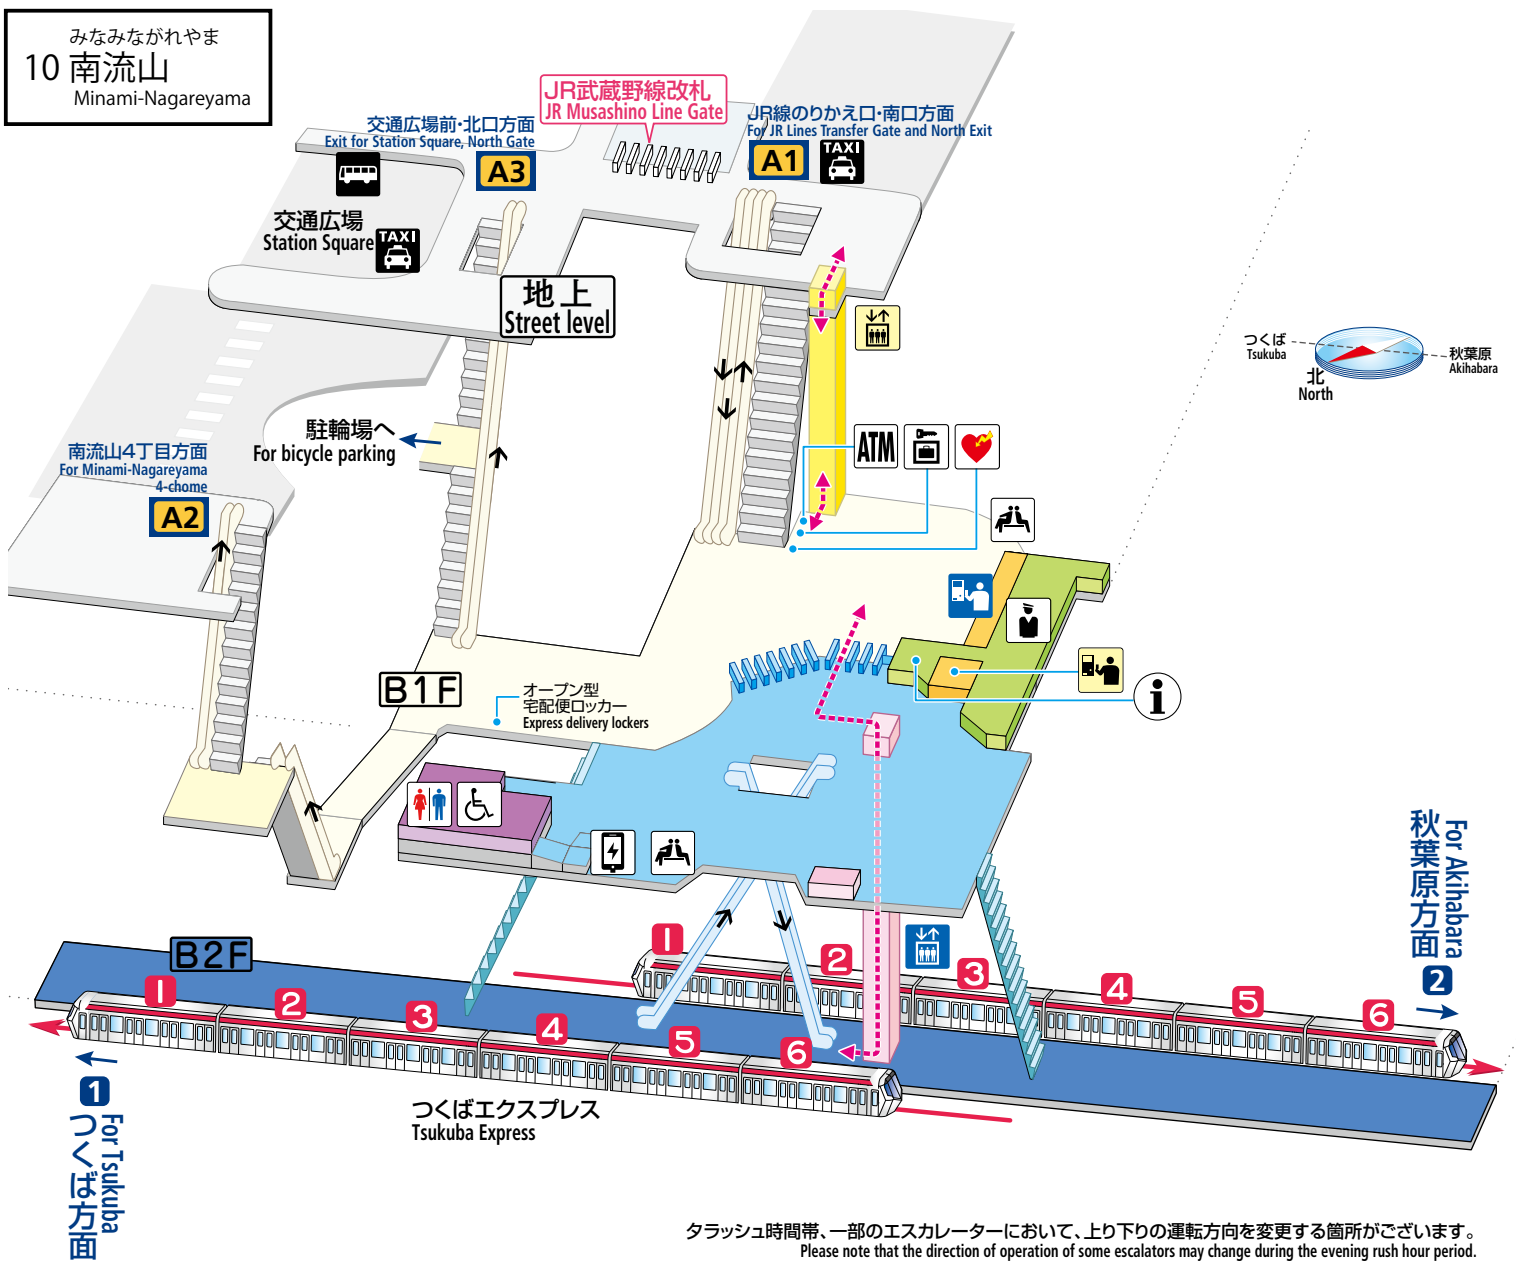 みなみながれやま
10 南流山
Minami-Nagareyama
JR武蔵野線改札
JR Musashino Line Gate
交通広場前・北口方面
Exit for Station Square, North Gate
A3
JR線のりかえ口・南口方面
For JR Lines Transfer Gate and North Exit
A1
TAXI
交通広場
Station Square
TAXI
地上
Street level
つくば
Tsukuba
秋葉原
Akihabara
北
North
駐輪場へ
For bicycle parking
南流山4丁目方面
For Minami-Nagareyama
4-chome
A2
ATM
B1F
オープン型
宅配便ロッカー
Express delivery lockers
i
B2F
1
2
3
4
5
6
1
2
3
4
5
6
For Akihabara
秋葉原方面
2
1
For Tsukuba
つくば方面
つくばエクスプレス
Tsukuba Express
タラッシュ時間帯、一部のエスカレーターにおいて、上り下りの運転方向を変更する箇所がございます。
Please note that the direction of operation of some escalators may change during the evening rush hour period.